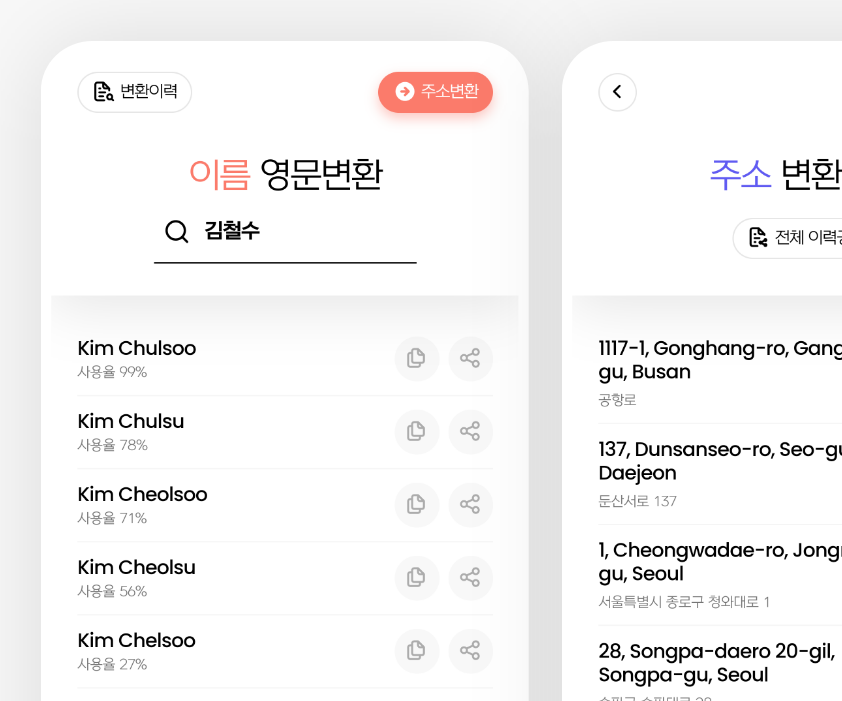 변환이력
주소변환
이름 영문변환
김철수
Kim Chulsoo
사용율 99%
Kim Chulsu
사용율 78%
Kim Cheolsoo
사용율 71%
Kim Cheolsu
사용율 56%
Kim Chelsoo
사용율 27%
주소 변환
전체 이력
1117-1, Gonghang-ro, Gang
gu, Busan
공항로
137, Dunsanseo-ro, Seo-gu
Daejeon
둔산서로 137
1, Cheongwadae-ro, Jong
gu, Seoul
서울특별시 종로구 청와대로 1
28, Songpa-daero 20-gil,
Songpa-gu, Seoul